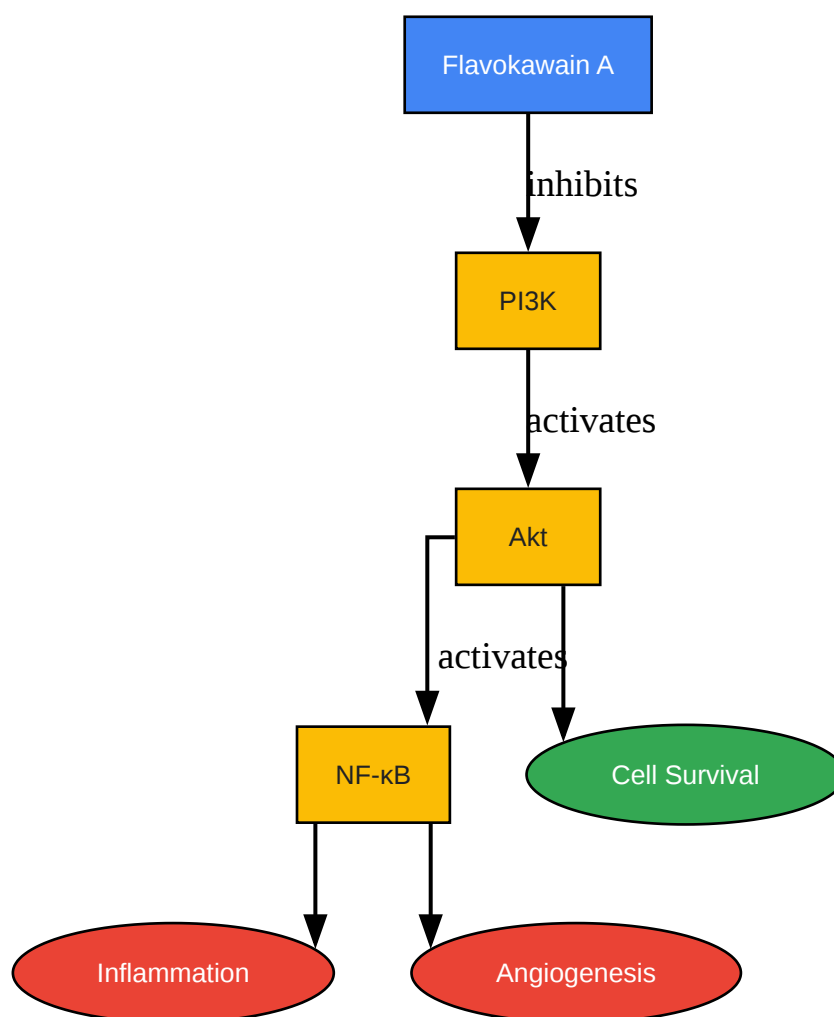 Flavokawain A
inhibits
PI3K
activates
Akt
activates
NF-κB
Cell Survival
Inflammation
Angiogenesis